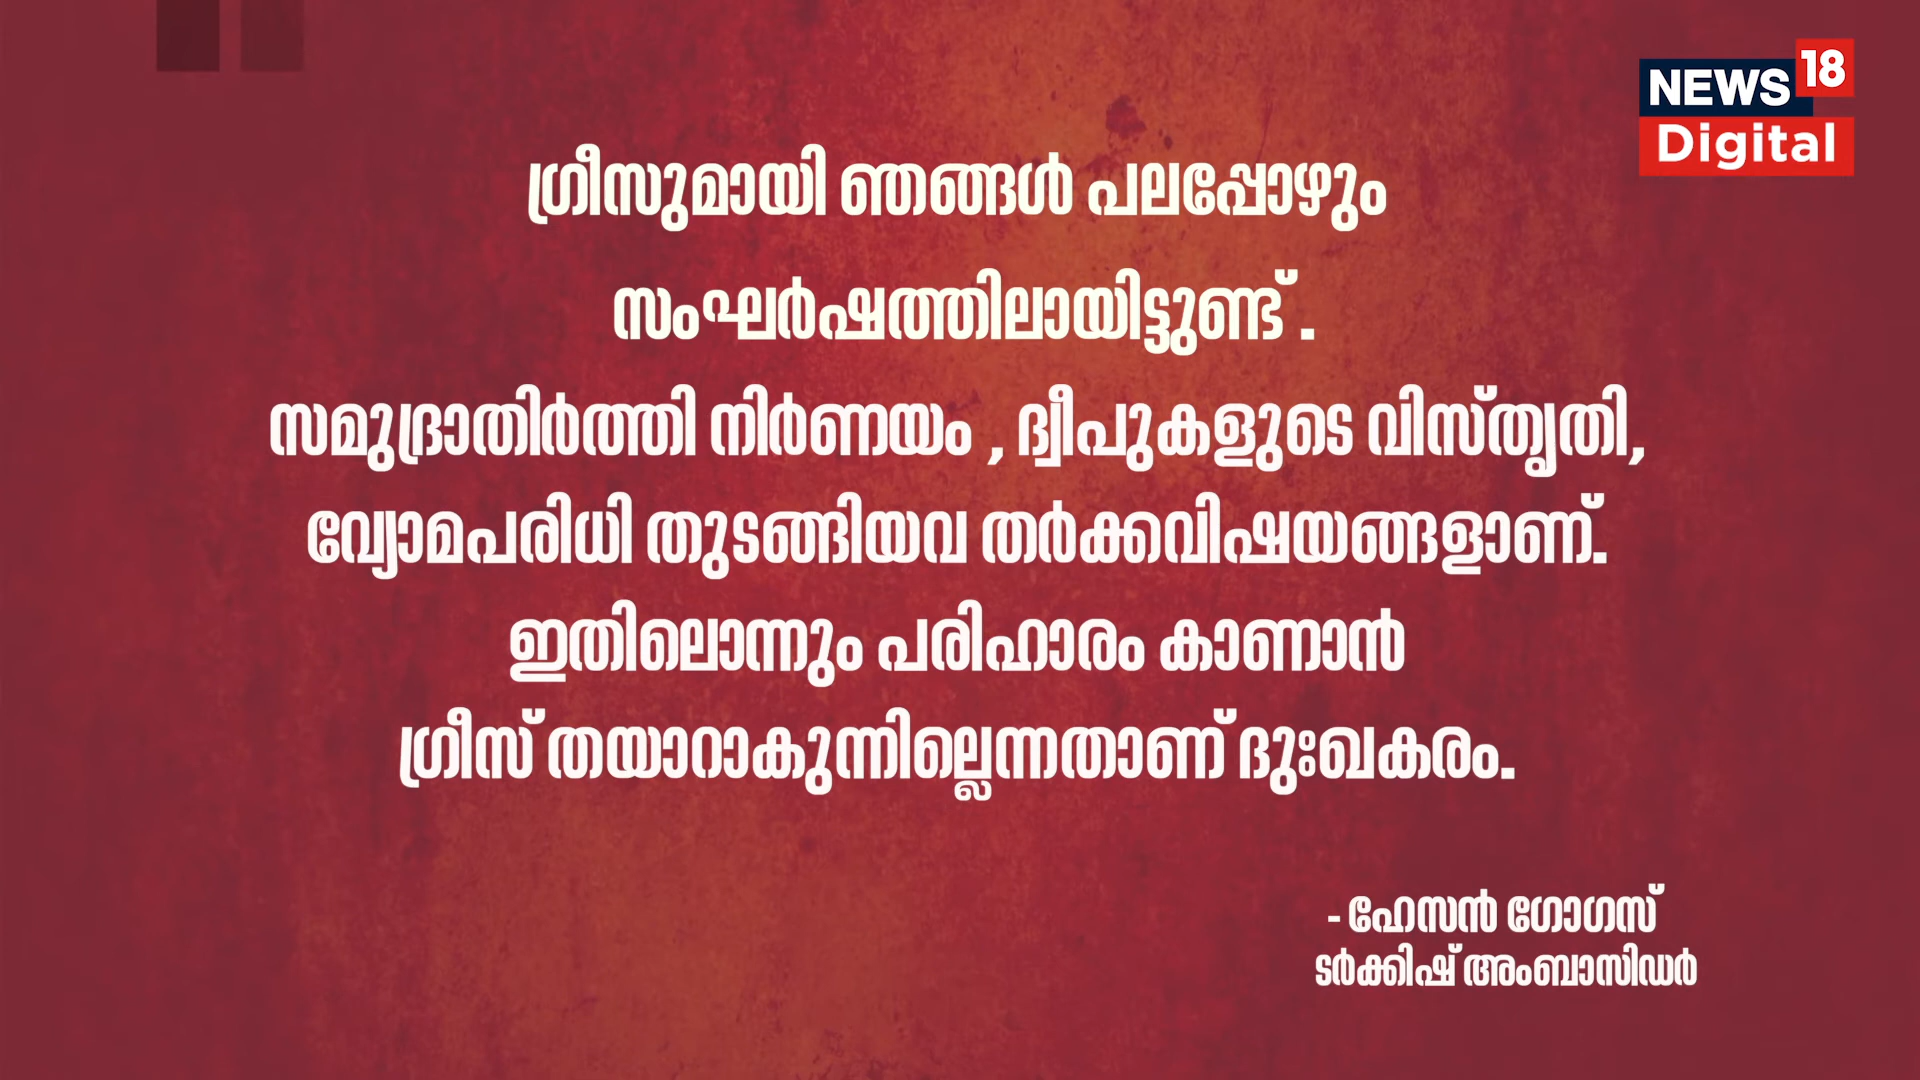 NEWS 18
Digital
ഗ്രീസുമായി ഞങ്ങൾ പലപ്പോഴും
സംഘർഷത്തിലായിട്ടുണ്ട് .
സമുദ്രാതിർത്തി നിർണയം , ദ്വീപുകളുടെ വിസ്തൃതി,
വ്യോമപരിധി തുടങ്ങിയവ തർക്കവിഷയങ്ങളാണ്.
ഇതിലൊന്നും പരിഹാരം കാണാൻ
ഗ്രീസ് തയാറാകുന്നില്ലെന്നതാണ് ദുഃഖകരം.
- ഹേസൻ ഗോഗസ്
ടർക്കിഷ് അംബാസിഡർ